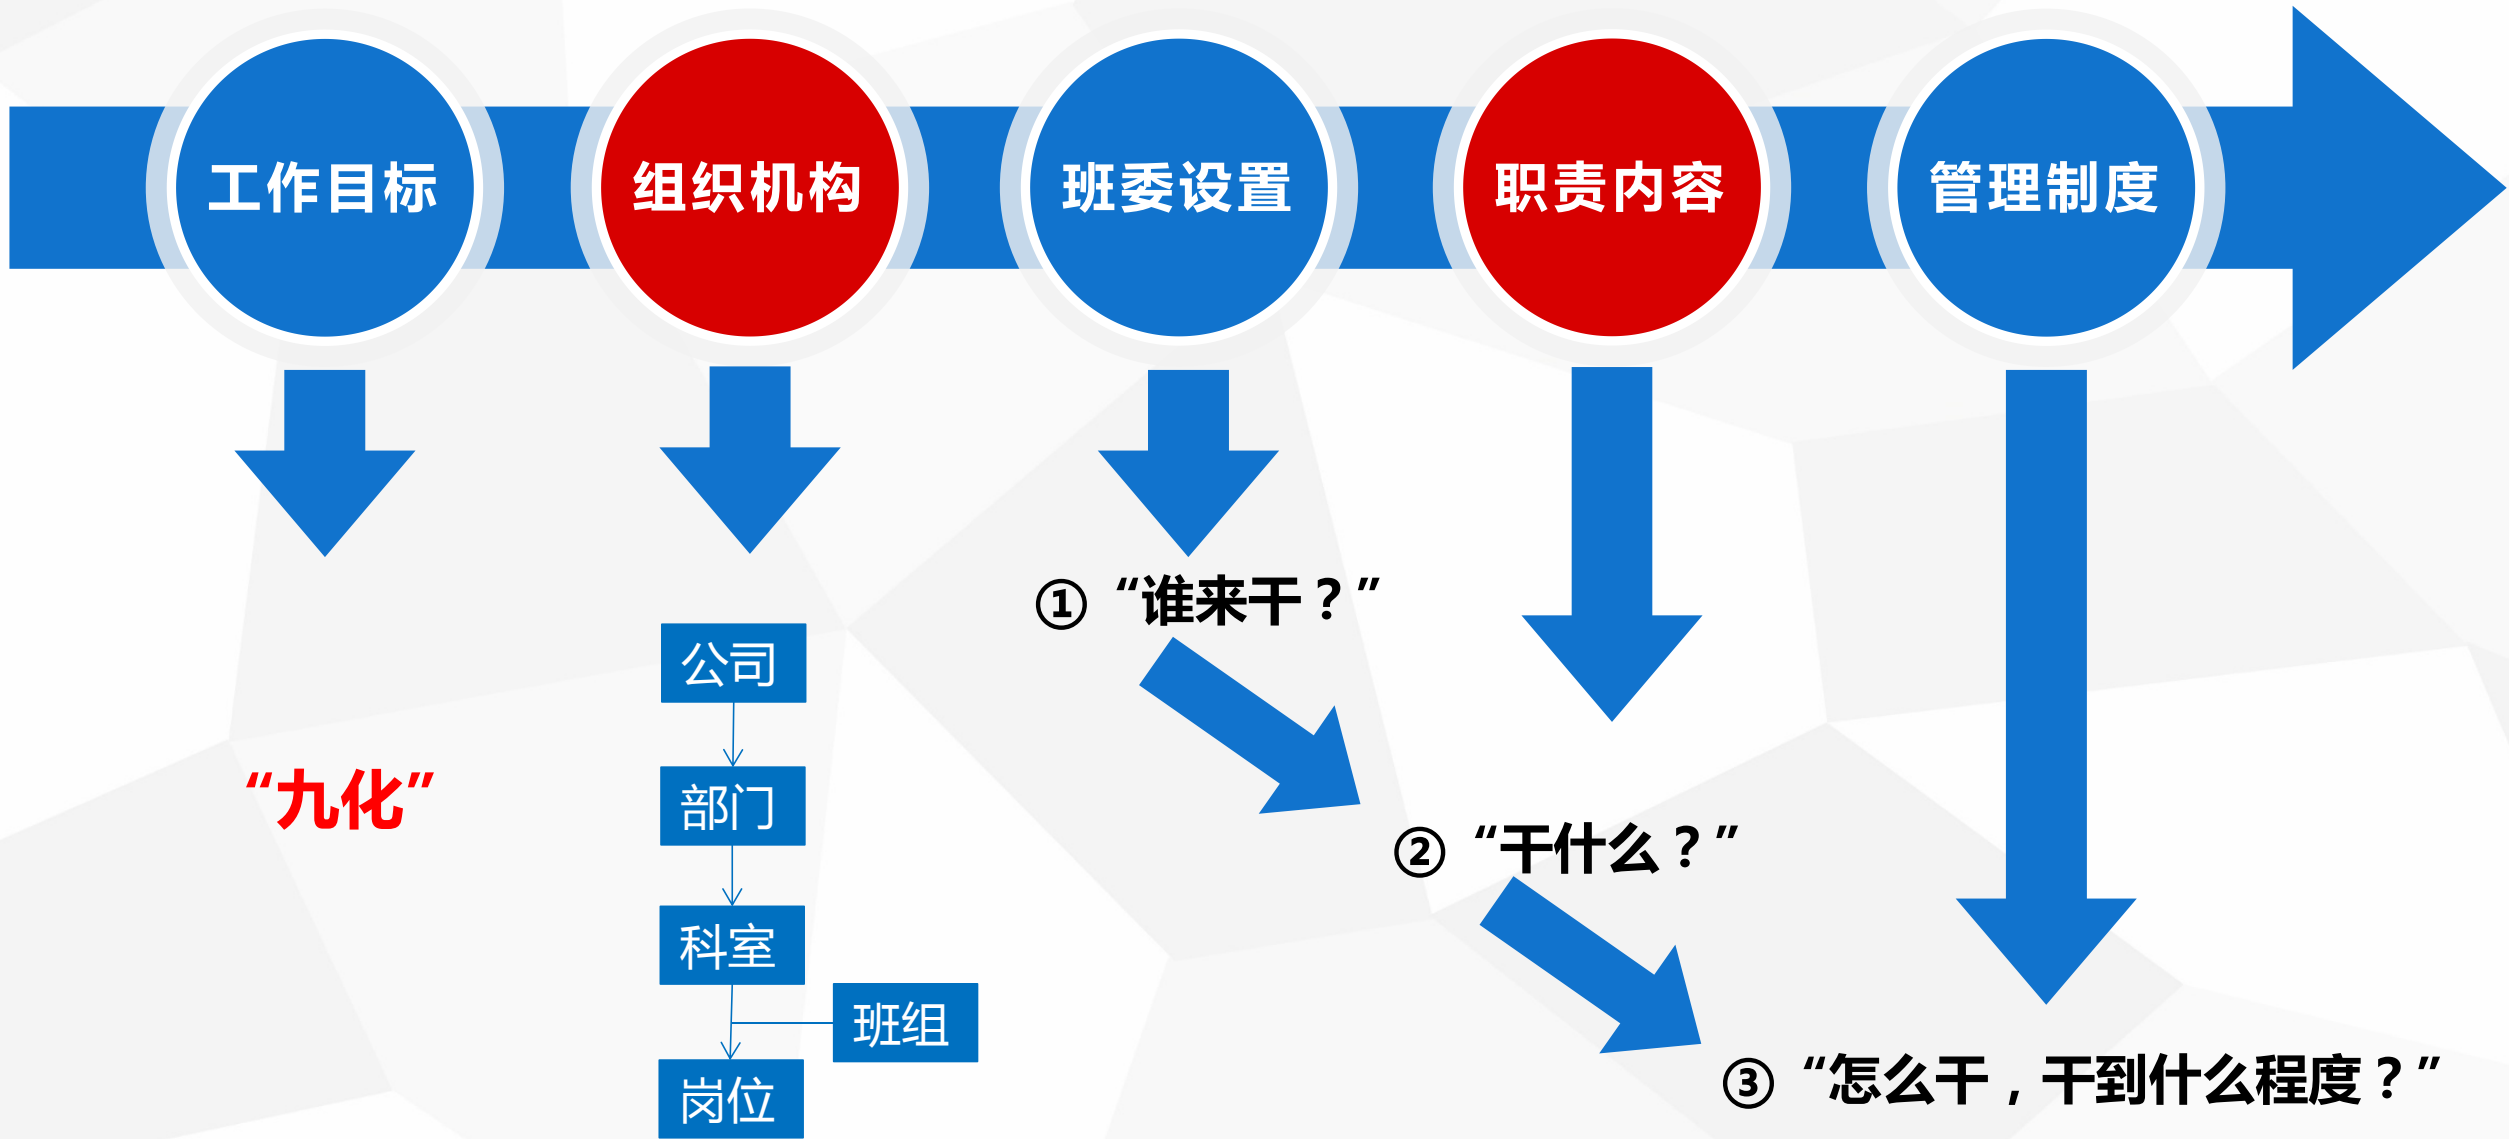 工作目标
组织机构
班委设置
职责内容
管理制度
①“谁来干？”
公司
“九化”
部门
②“干什么？”
科室
班组
岗位
③“怎么干，干到什么程度？”